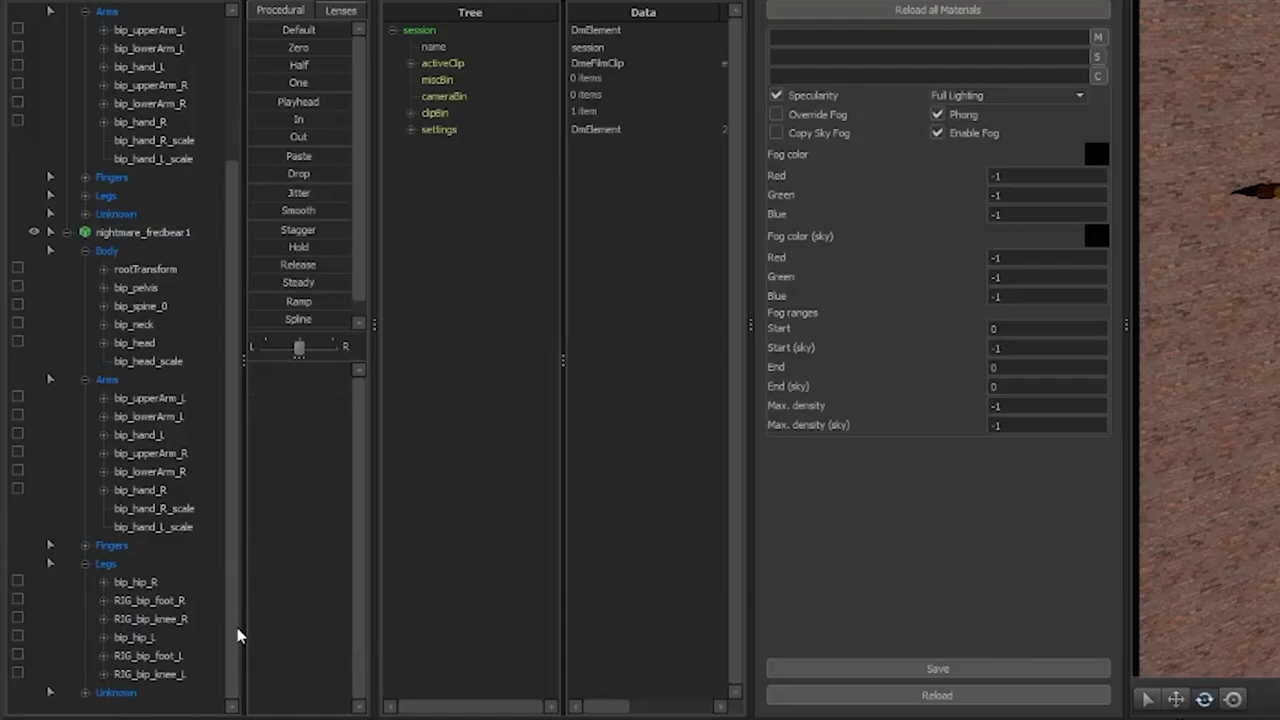 Arms
bip_upperArm_L
bip_lowerArm_L
bip_hand_L
bip_upperArm_R
bip_lowerArm_R
bip_hand_R
bip_hand_R_scale
bip_hand_L_scale
Fingers
Legs
Unknown
nightmare_fredbear1
Body
rootTransform
bip_pelvis
bip_spine_0
bip_neck
bip_head
bip_head_scale
Arms
bip_upperArm_L
bip_lowerArm_L
bip_hand_L
bip_upperArm_R
bip_lowerArm_R
bip_hand_R
bip_hand_R_scale
bip_hand_L_scale
Fingers
Legs
bip_hip_R
RIG_bip_foot_R
RIG_bip_knee_R
bip_hip_L
RIG_bip_foot_L
RIG_bip_knee_L
Unknown
Procedural Lenses
Default
Zero
Half
One
Playhead
In
Out
Paste
Drop
Jitter
Smooth
Stagger
Hold
Release
Steady
Ramp
Spline
L R
Tree Data
session DmElement
name session
activeClip DmeFilmClip e
miscBin 0 items
cameraBin 0 items
clipBin 1 item
settings DmElement 2
Reload all Materials
M
S
C
Specularity Full Lighting
Override Fog Phong
Copy Sky Fog Enable Fog
Fog color
Red -1
Green -1
Blue -1
Fog color (sky)
Red -1
Green -1
Blue -1
Fog ranges
Start 0
Start (sky) -1
End 0
End (sky) 0
Max. density -1
Max. density (sky) -1
Save
Reload